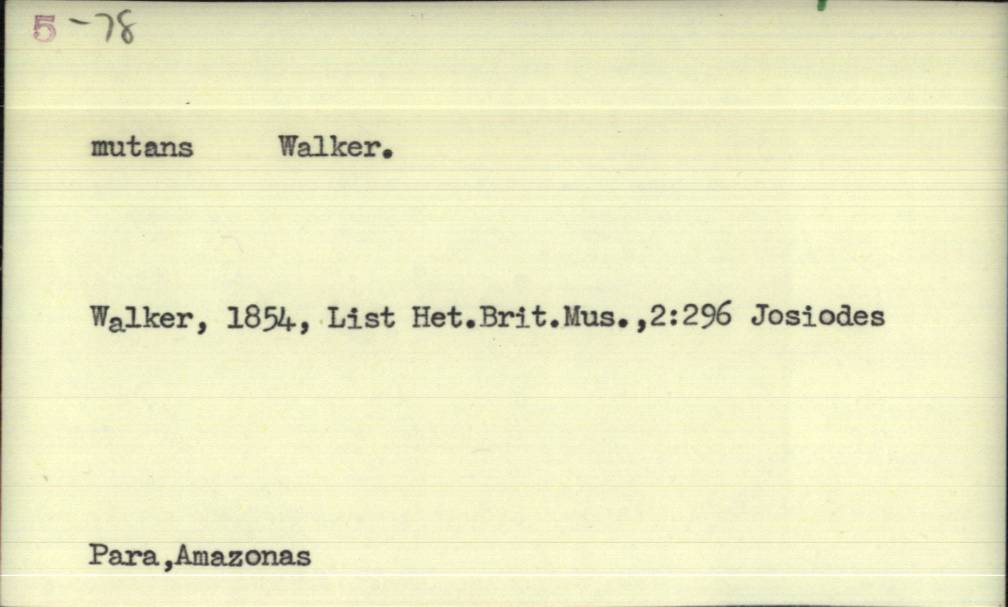 5-78
mutans Walker.
Walker, 1854, List Het.Brit.Mus.,2:296 Josiodes
Para,Amazonas